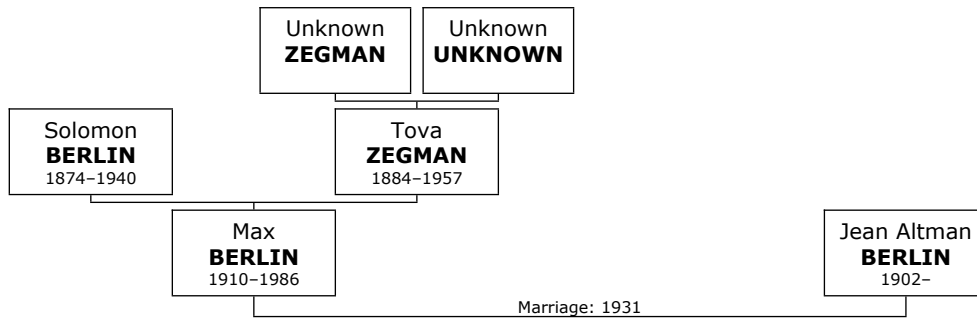 Unknown
ZEGMAN
Unknown
UNKNOWN
Solomon
BERLIN
1874–1940
Tova
ZEGMAN
1884–1957
Max
BERLIN
1910–1986
Jean Altman
BERLIN
1902–
Marriage: 1931